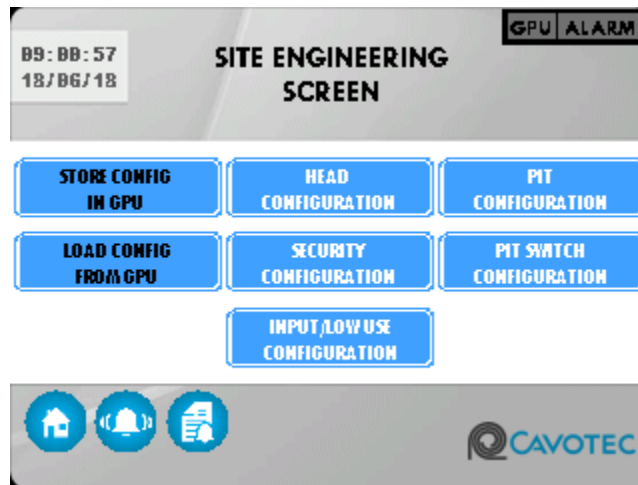 GPU ALARM
09:00:57
18/06/18
SITE ENGINEERING
SCREEN
STORE CONFIG
IN GPU
HEAD
CONFIGURATION
PIT
CONFIGURATION
LOAD CONFIG
FROM GPU
SECURITY
CONFIGURATION
PIT SWITCH
CONFIGURATION
INPUT/LOW USE
CONFIGURATION
CAVOTEC